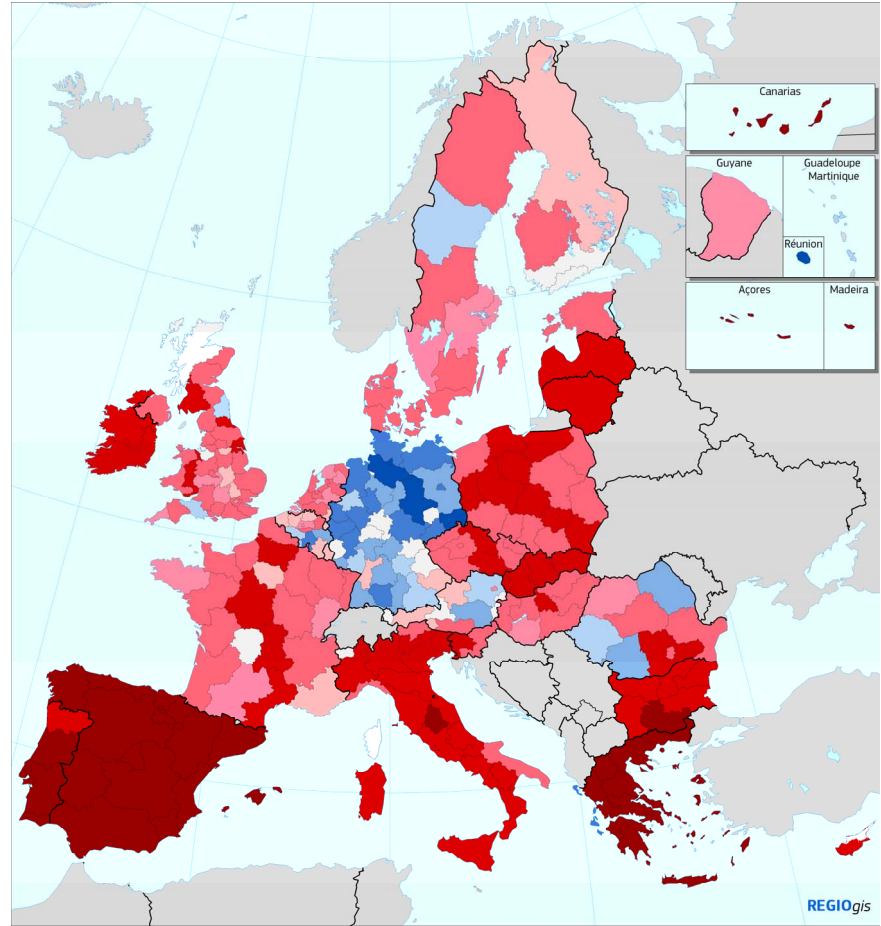 Canarias
Guyane
Guadeloupe
Martinique
Réunion
Açores
Madeira
REGIOgis